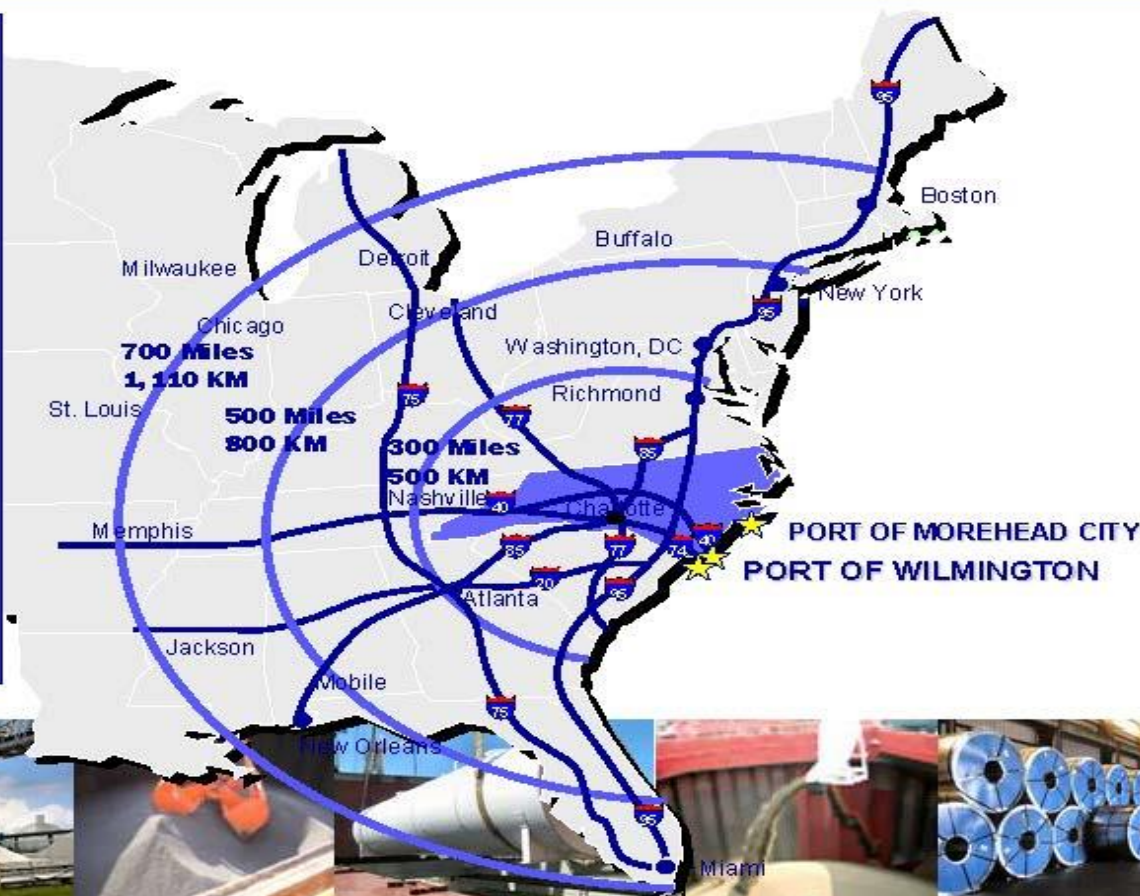 95
Boston
Buffalo
Milwaukee
Detroit
New York
95
Cleveland
Chicago
Washington, DC
700 Miles
1,110 KM
Richmond
75
St. Louis
500 Miles
800 KM
77
300 Miles
500 KM
85
Nashville
40
Charlotte
Memphis
PORT OF MOREHEAD CITY
40
85
77
74
PORT OF WILMINGTON
20
95
Atlanta
Jackson
Mobile
75
New Orleans
95
Miami